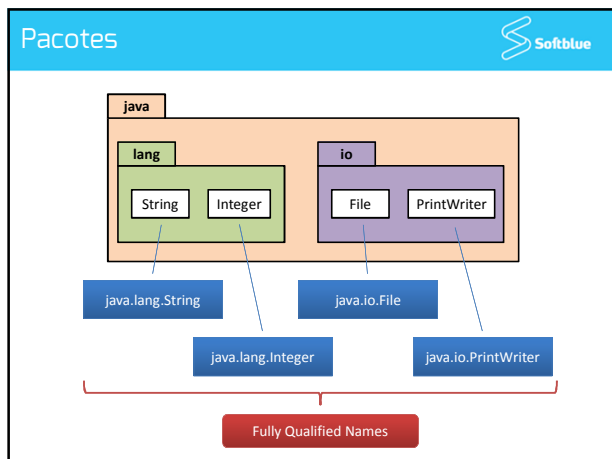 Pacotes
Softblue
java
lang
io
String
Integer
File
PrintWriter
java.lang.String
java.io.File
java.lang.Integer
java.io.PrintWriter
Fully Qualified Names